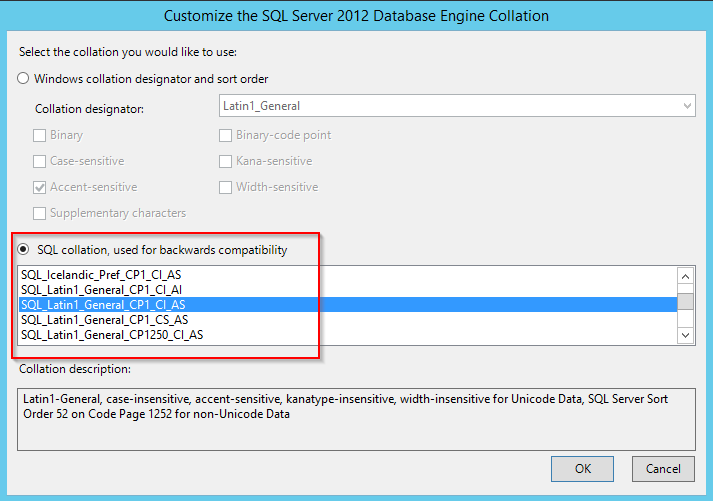 Customize the SQL Server 2012 Database Engine Collation
Select the collation you would like to use:
Windows collation designator and sort order
Collation designator:
Latin1_General
Binary
Binary-code point
Case-sensitive
Kana-sensitive
Accent-sensitive
Width-sensitive
Supplementary characters
SQL collation, used for backwards compatibility
SQL_Icelandic_Pref_CP1_CI_AS
SQL_Latin1_General_CP1_CI_AI
SQL_Latin1_General_CP1_CI_AS
SQL_Latin1_General_CP1_CS_AS
SQL_Latin1_General_CP1250_CI_AS
Collation description:
Latin1-General, case-insensitive, accent-sensitive, kanatype-insensitive, width-insensitive for Unicode Data, SQL Server Sort
Order 52 on Code Page 1252 for non-Unicode Data
OK
Cancel